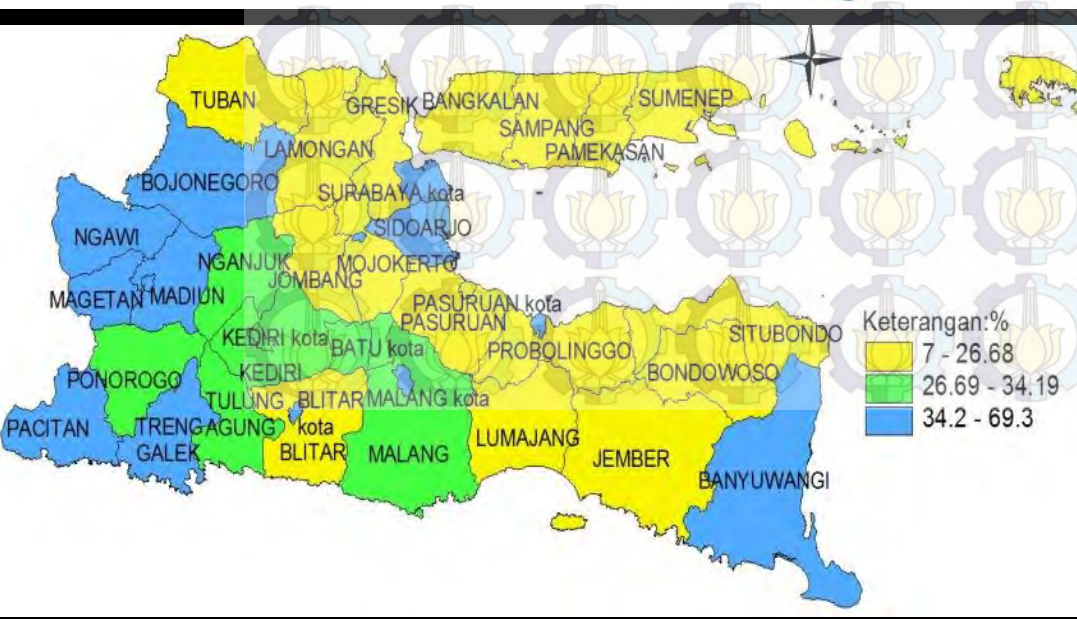 TUBAN
GRESIK
BANGKALAN
SUMENEP
SAMPANG
PAMEKASAN
LAMONGAN
BOJONEGORO
SURABAYA kota
SIDOARJO
NGAWI
NGANJUK
MOJOKERTO
JOMBANG
MAGETAN
MADIUN
PASURUAN kota
PASURUAN
KEDIRI kota
BATU kota
PROBOLINGGO
SITUBONDO
BONDOWOSO
PONOROGO
KEDIRI
TULUNG
AGUNG
BLITAR
kota
MALANG kota
PACITAN
TRENG
GALEK
BLITAR
MALANG
LUMAJANG
JEMBER
BANYUWANGI
Keterangan:%
7 - 26.68
26.69 - 34.19
34.2 - 69.3